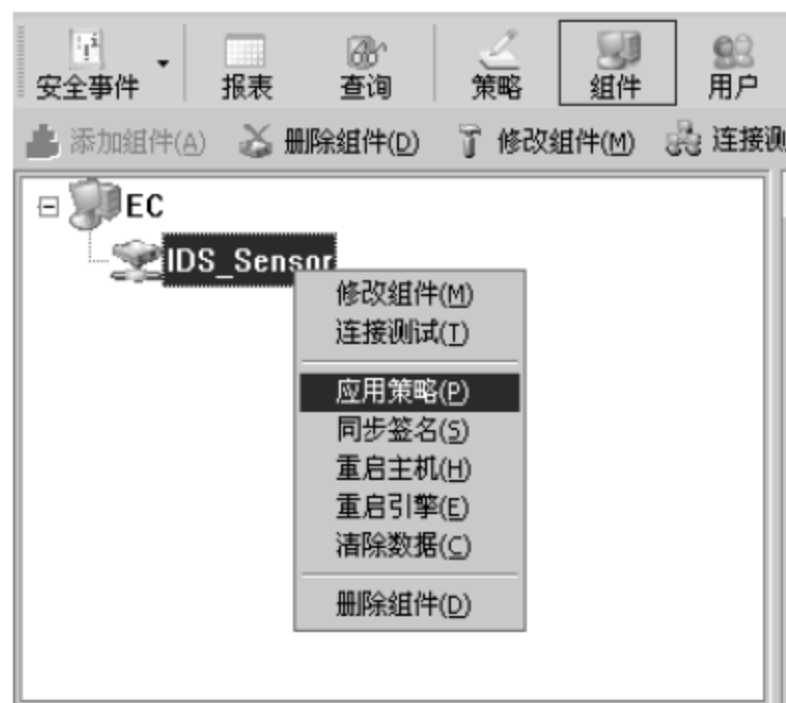 安全事件 报表 查询 策略 组件 用户
添加组件(A) 删除组件(D) 修改组件(M) 连接测
EC
IDS_Sensor
修改组件(M)
连接测试(T)
应用策略(P)
同步签名(S)
重启主机(H)
重启引擎(E)
清除数据(C)
删除组件(D)